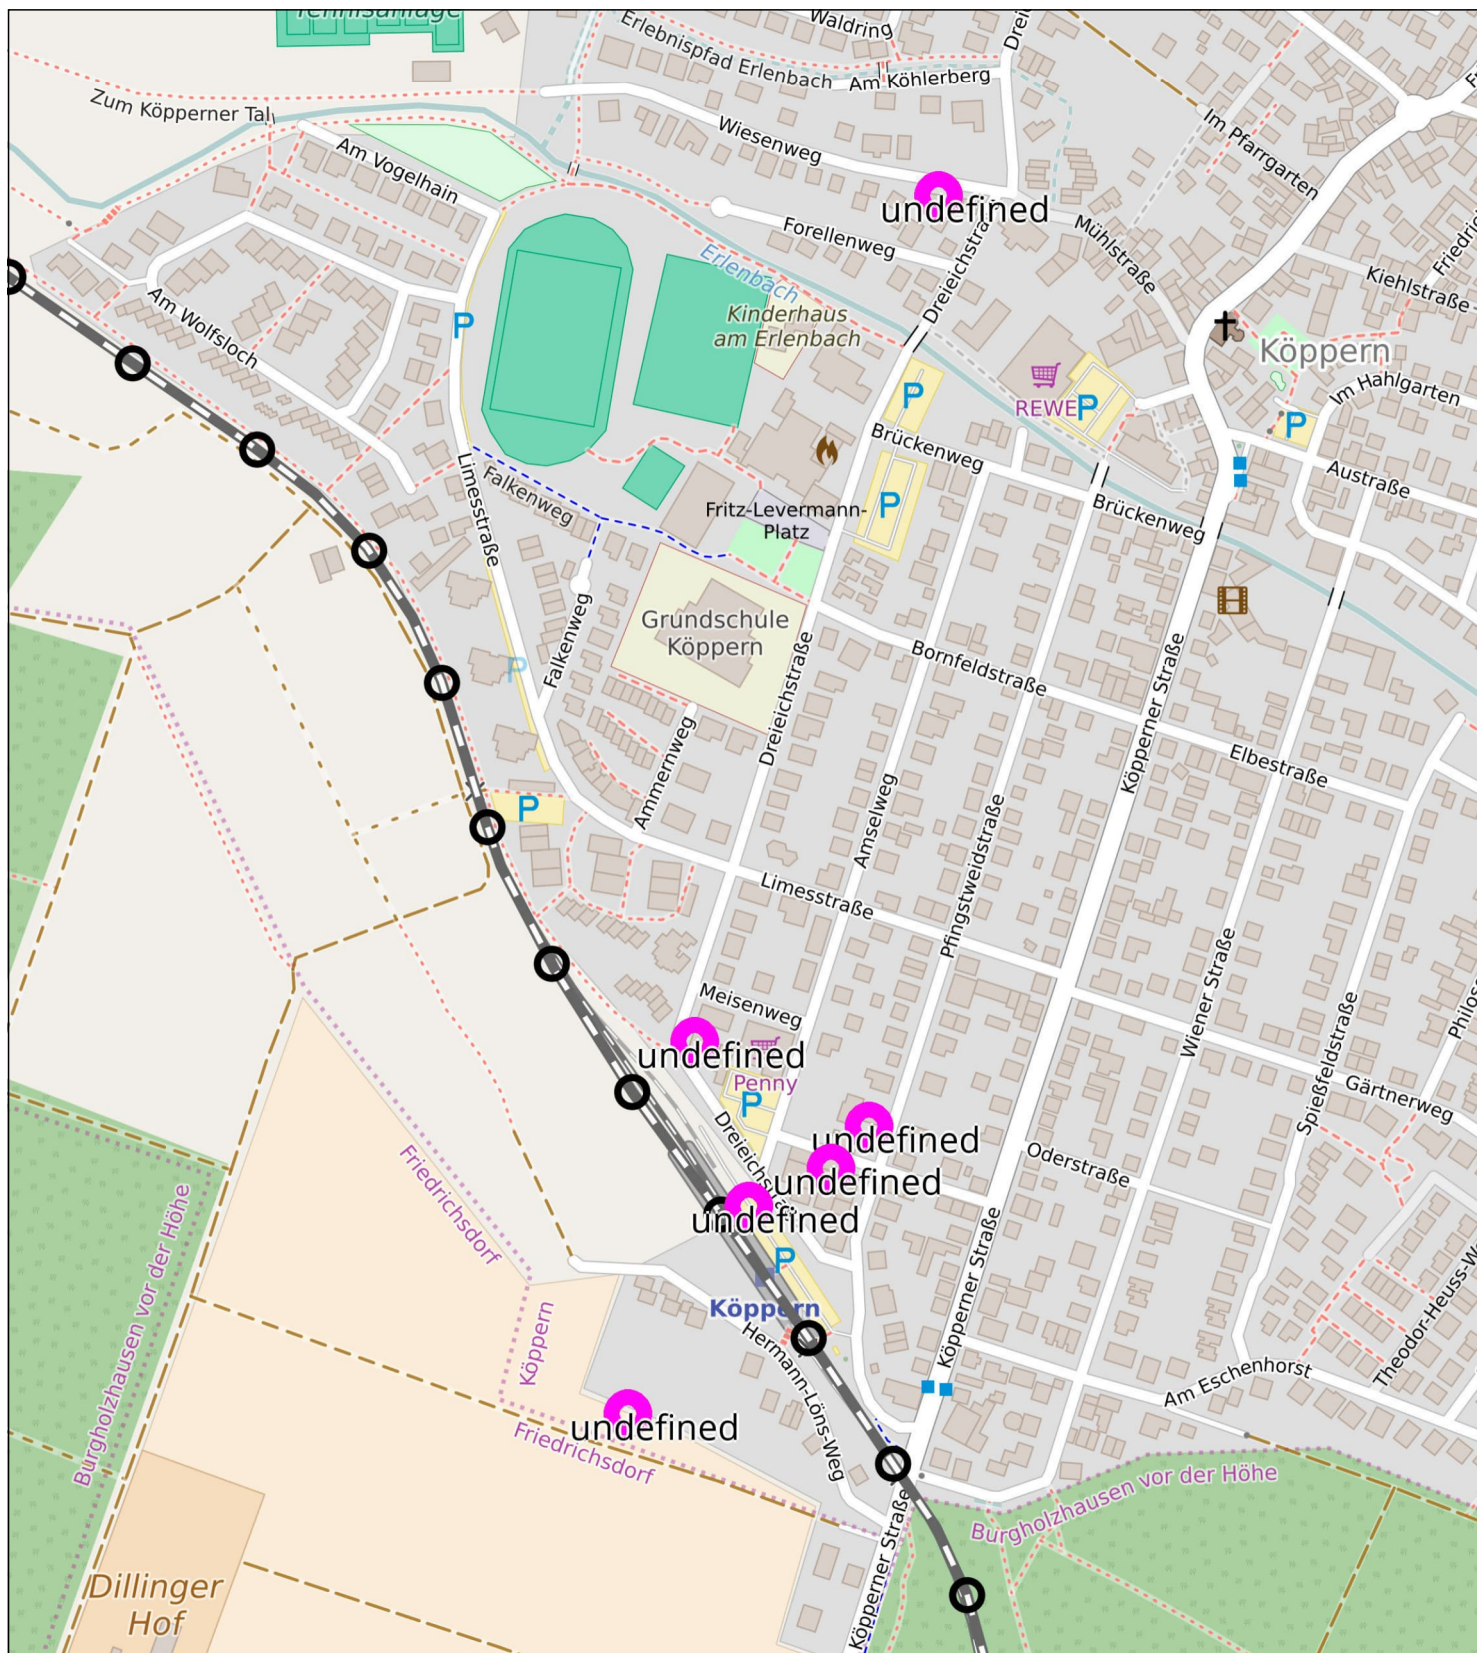 Tennisanlage
Waldring
Drei
Erlebnispfad Erlenbach
Am Köhlerberg
Zum Köpperner Tal
Wiesenweg
Im Pfarrgarten
Am Vogelhain
undefined
Forellenweg
Mühlstraße
Erlenbach
Dreieichstraße
Kiehlstraße
Friedric
Am Wolfsloch
P
Kinderhaus
am Erlenbach
Köppern
REWE
P
P
P
Im Hahlgarten
Brückenweg
Limesstraße
Falkenweg
Austraße
P
Fritz-Levermann-
Platz
Brückenweg
Falkenweg
Grundschule
Köppern
P
Dreieichstraße
Bornfeldstraße
Köpperner Straße
Elbestraße
Ammernweg
P
Amselweg
Pfingstweidstraße
Limesstraße
Wiener Straße
Meisenweg
Spießfeldstraße
Philos
undefined
Penny
P
Gärtnerweg
Dreieichstraße
undefined
undefined
undefined
Oderstraße
Friedrichsdorf
Burgholzhausen vor der Höhe
P
Köppern
Köppern
Hermann-Löns-Weg
Köpperner Straße
Theodor-Heuss-W
Am Eschenhorst
undefined
Friedrichsdorf
Burgholzhausen vor der Höhe
Köpperner Straße
Dillinger
Hof